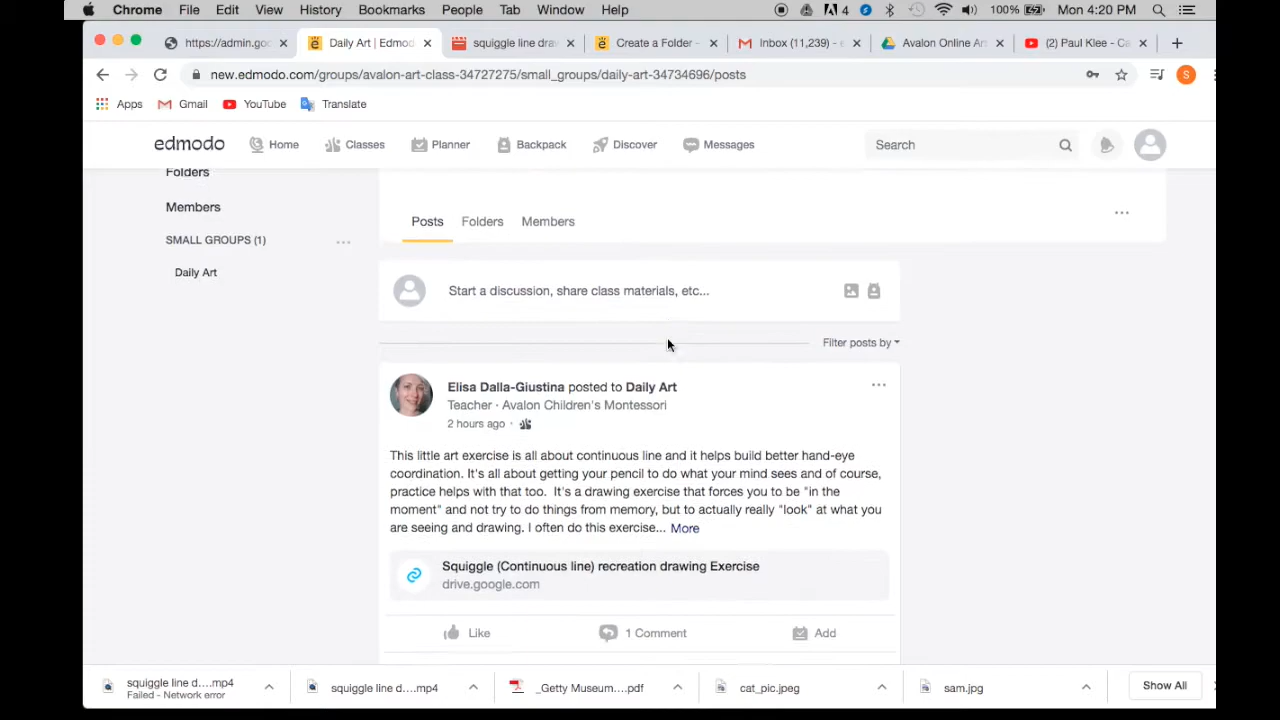 Chrome File Edit View History Bookmarks People Tab Window Help 4 100% Mon 4:20 PM
https://admin.goo Daily Art | Edmod squiggle line draw Create a Folder - Inbox (11,239) - e Avalon Online Ar (2) Paul Klee - Ca
new.edmodo.com/groups/avalon-art-class-34727275/small_groups/daily-art-34734696/posts S
Apps Gmail YouTube Translate
edmodo Home Classes Planner Backpack Discover Messages Search
Folders
Members
SMALL GROUPS (1)
Daily Art
Posts Folders Members
Start a discussion, share class materials, etc...
Filter posts by
Elisa Dalla-Giustina posted to Daily Art
Teacher · Avalon Children's Montessori
2 hours ago ·
This little art exercise is all about continuous line and it helps build better hand-eye
coordination. It's all about getting your pencil to do what your mind sees and of course,
practice helps with that too. It's a drawing exercise that forces you to be "in the
moment" and not try to do things from memory, but to actually really "look" at what you
are seeing and drawing. I often do this exercise... More
Squiggle (Continuous line) recreation drawing Exercise
drive.google.com
Like 1 Comment Add
squiggle line d....mp4
Failed - Network error
squiggle line d....mp4
_Getty Museum....pdf
cat_pic.jpeg
sam.jpg
Show All